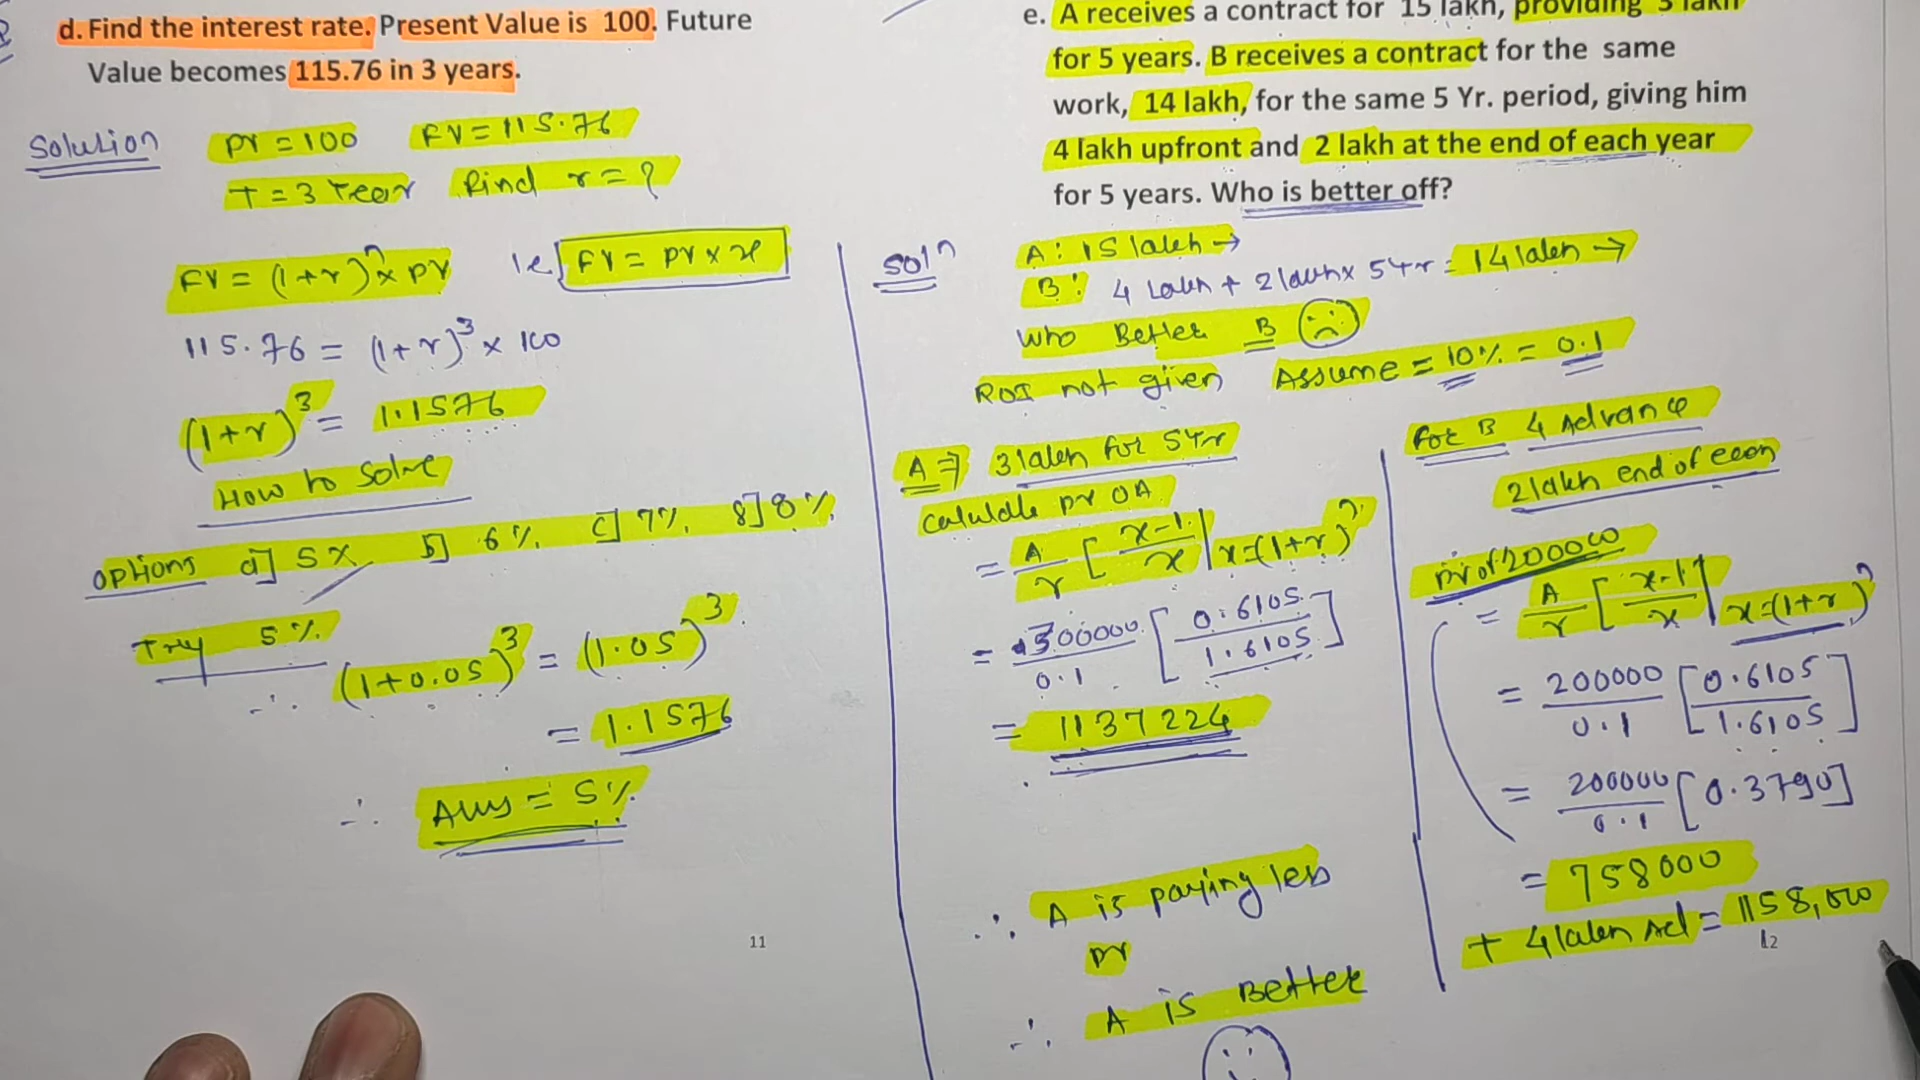 d. Find the interest rate. Present Value is 100. Future
Value becomes 115.76 in 3 years.
Solution
PV = 100 FV = 115.76
T = 3 Year Find r = ?
FV = (1+r)^n × PV ie FV = PV × x
115.76 = (1+r)^3 × 100
(1+r)^3 = 1.1576
How to Solve
options a] 5% b] 6% c] 7% 8] 8%
Try 5%
∴ (1+0.05)^3 = (1.05)^3
= 1.1576
∴ Ans = 5%
11
e. A receives a contract for 15 lakh, providing 3 lakh
for 5 years. B receives a contract for the same
work, 14 lakh, for the same 5 Yr. period, giving him
4 lakh upfront and 2 lakh at the end of each year
for 5 years. Who is better off?
Soln
A: 15 lakh →
B: 4 Lakh + 2 lakh x 5 Yr = 14 lakh →
Who Better B
ROI not given Assume = 10% = 0.1
A ⇒ 3 lakh for 5 Yr
Calculate PV OA
= A/r [x-1/x] x=(1+r)^n
= 300000/0.1 [0.6105/1.6105]
= 1137224
∴ A is paying less
PV
∴ A is Better
For B 4 Advance
2 lakh end of each
PV of 200000
= A/r [x-1/x] x=(1+r)^n
= 200000/0.1 [0.6105/1.6105]
= 200000/0.1 [0.3790]
= 758000
+ 4 laken Ad = 1158,000
12